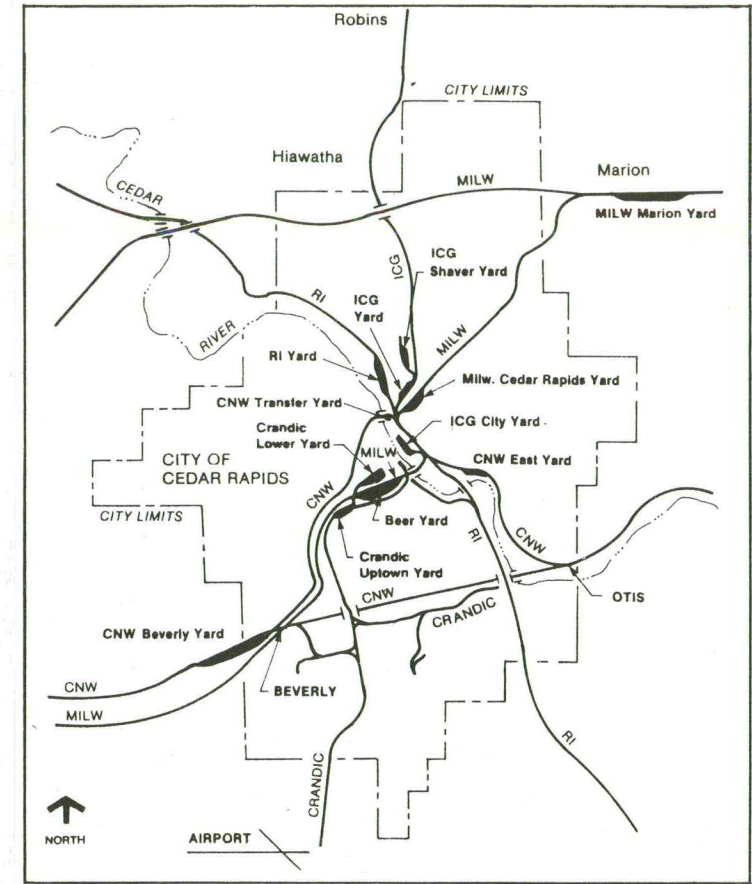 Robins
CITY LIMITS
Hiawatha
Marion
CEDAR
MILW
MILW Marion Yard
ICG
ICG
Shaver Yard
ICG
Yard
RI
MILW
RIVER
RI Yard
Milw. Cedar Rapids Yard
CNW Transfer Yard
ICG City Yard
Crandic
Lower Yard
MILW
CITY OF
CEDAR RAPIDS
CNW East Yard
CNW
CITY LIMITS
Beer Yard
RI
CNW
Crandic
Uptown Yard
CNW
OTIS
CRANDIC
CNW Beverly Yard
BEVERLY
CNW
MILW
RI
CRANDIC
NORTH
AIRPORT